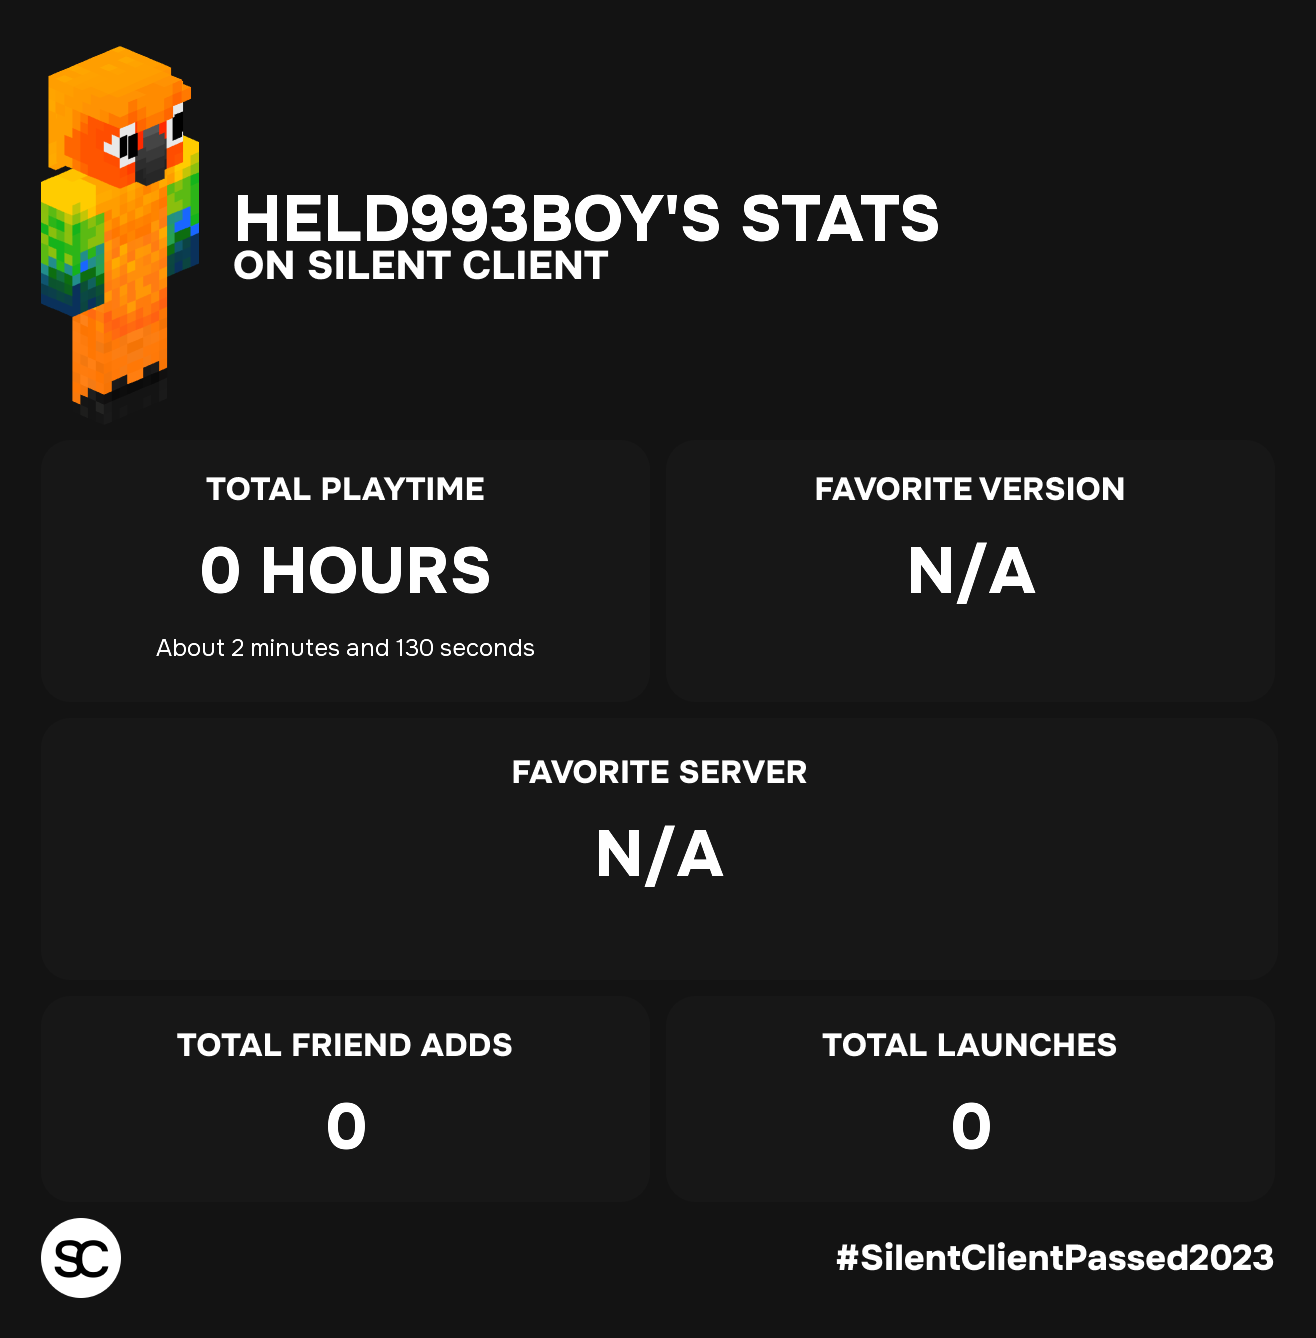 HELD993BOY'S STATS
ON SILENT CLIENT
TOTAL PLAYTIME
0 HOURS
About 2 minutes and 130 seconds
FAVORITE VERSION
N/A
FAVORITE SERVER
N/A
TOTAL FRIEND ADDS
0
TOTAL LAUNCHES
0
SC
#SilentClientPassed2023